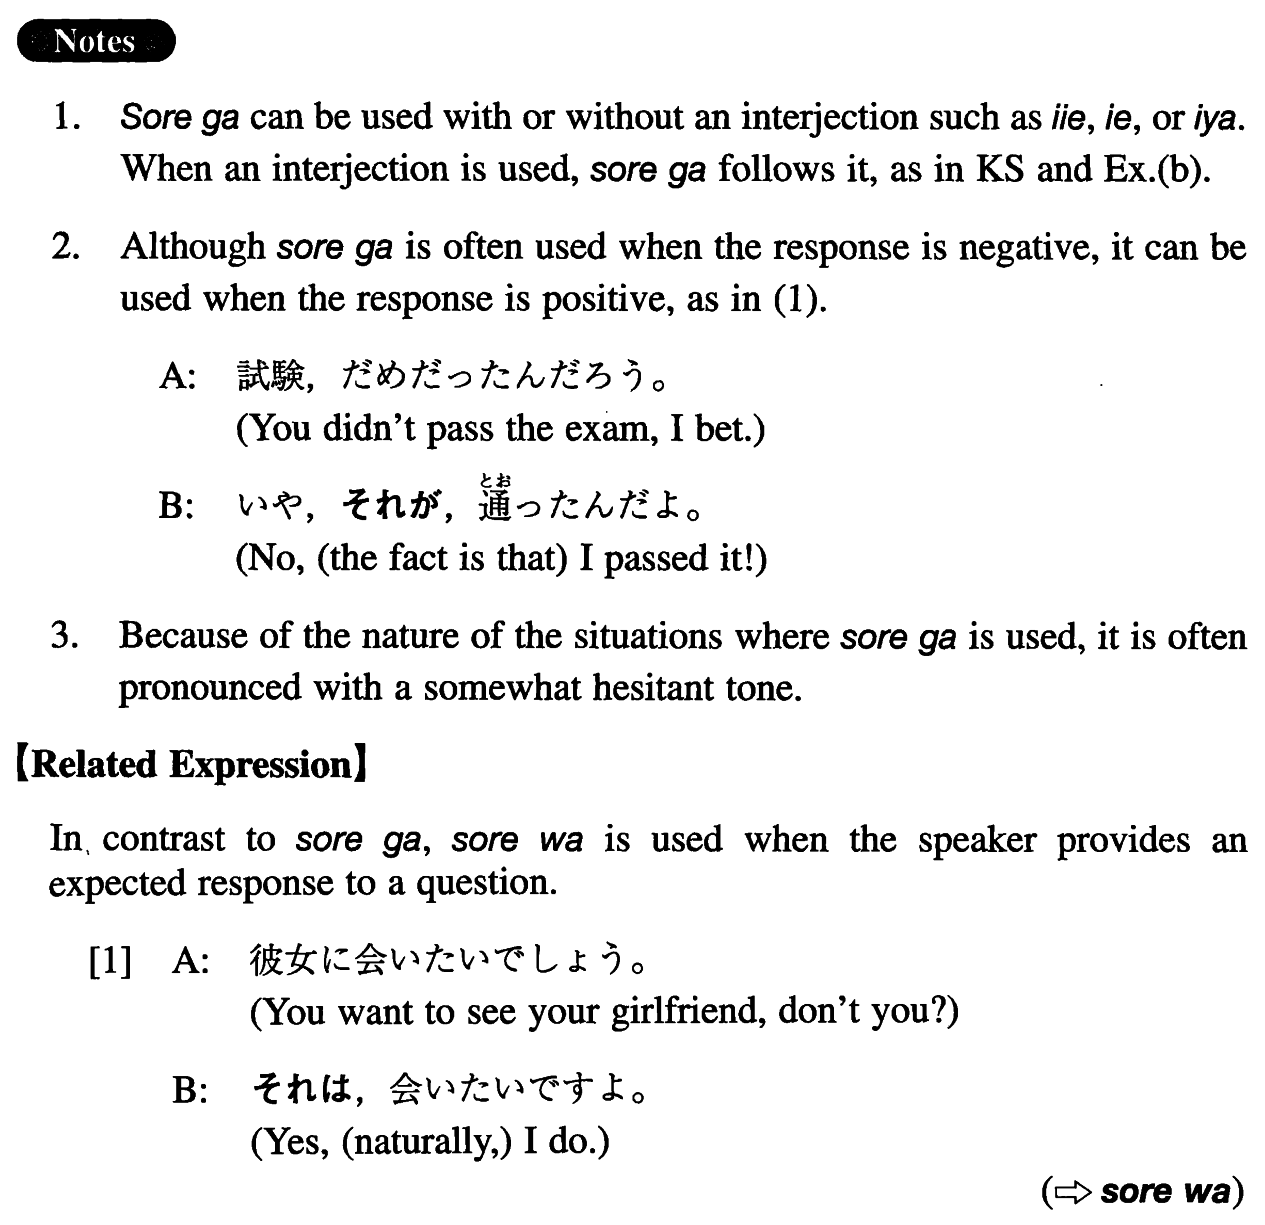 Notes
1. Sore ga can be used with or without an interjection such as iie, ie, or iya.
When an interjection is used, sore ga follows it, as in KS and Ex.(b).
2. Although sore ga is often used when the response is negative, it can be
used when the response is positive, as in (1).
A: 試験，だめだったんだろう。
(You didn't pass the exam, I bet.)
とお
B: いや，それが，通ったんだよ。
(No, (the fact is that) I passed it!)
3. Because of the nature of the situations where sore ga is used, it is often
pronounced with a somewhat hesitant tone.
【Related Expression】
In contrast to sore ga, sore wa is used when the speaker provides an
expected response to a question.
[1] A: 彼女に会いたいでしょう。
(You want to see your girlfriend, don't you?)
B: それは，会いたいですよ。
(Yes, (naturally,) I do.)
(⇨ sore wa)